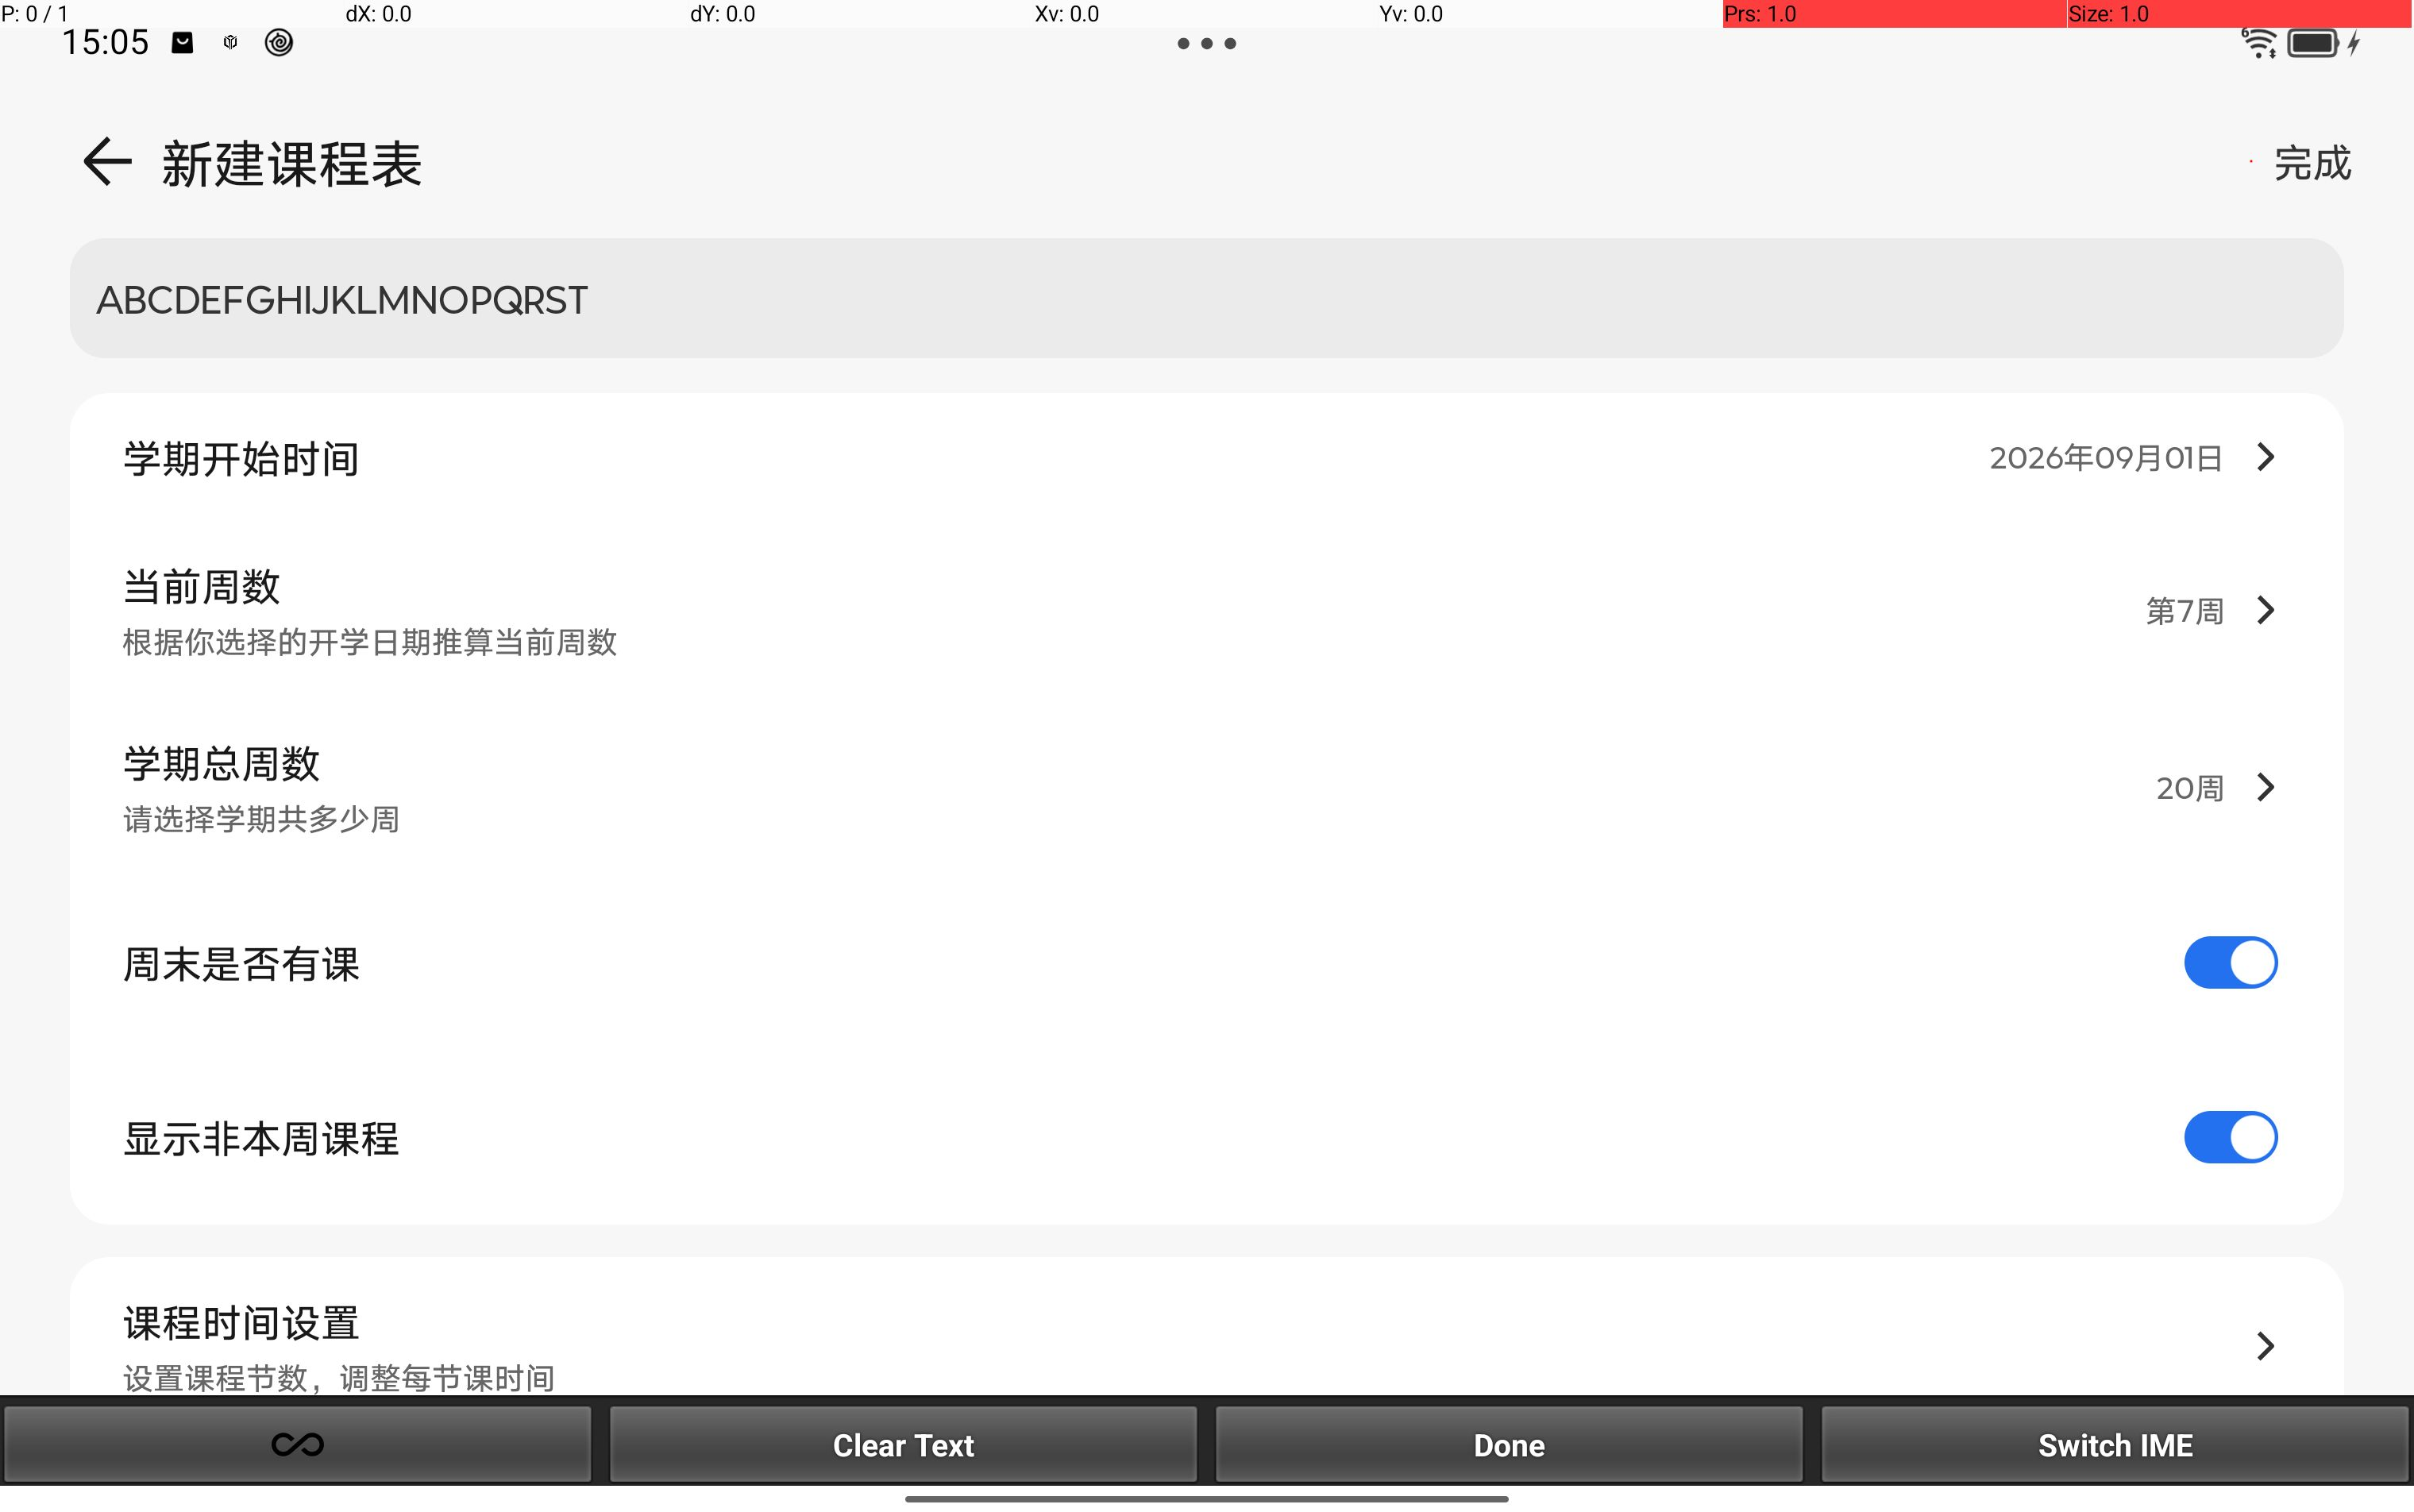 P: 0 / 1 dX: 0.0 dY: 0.0 Xv: 0.0 Yv: 0.0 Prs: 1.0 Size: 1.0
15:05
新建课程表 完成
ABCDEFGHIJKLMNOPQRST
学期开始时间 2026年09月01日
当前周数 第7周
根据你选择的开学日期推算当前周数
学期总周数 20周
请选择学期共多少周
周末是否有课
显示非本周课程
课程时间设置
设置课程节数，调整每节课时间
Clear Text Done Switch IME